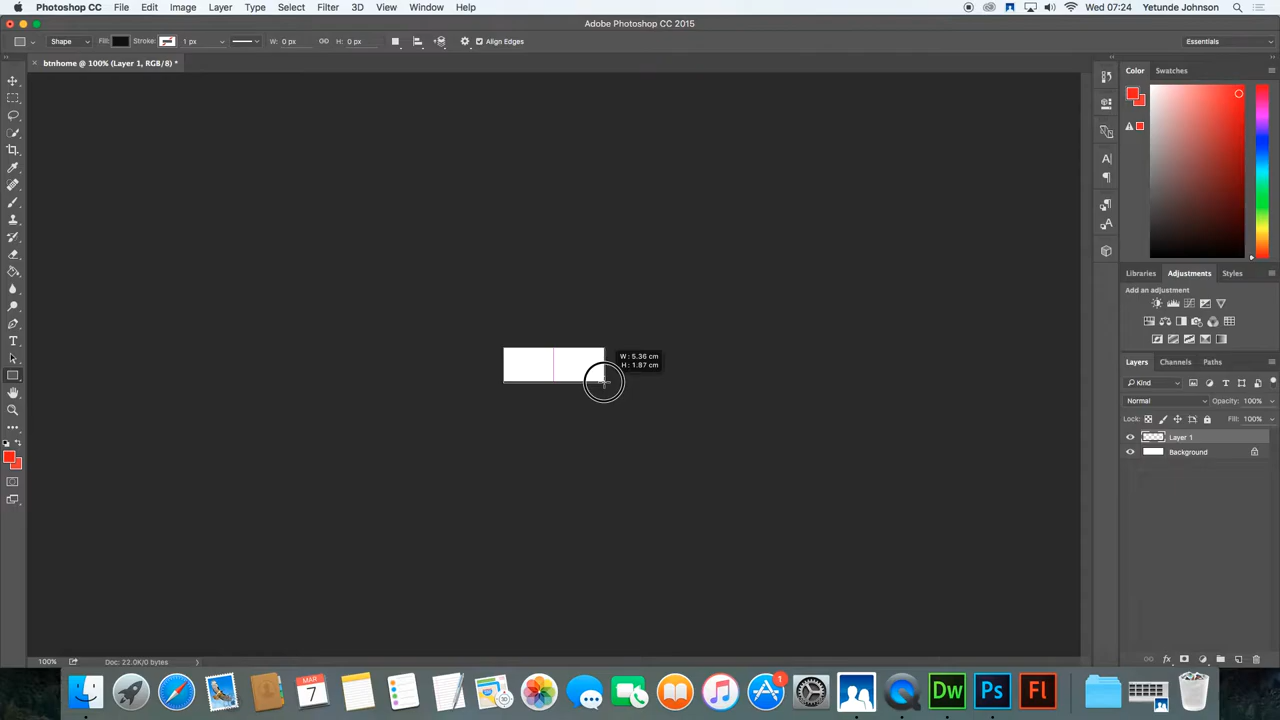 Photoshop CC File Edit Image Layer Type Select Filter 3D View Window Help Wed 07:24 Yetunde Johnson
Adobe Photoshop CC 2015
Shape Fill: Stroke: 1 px W: 0 px H: 0 px Align Edges Essentials
btnhome @ 100% (Layer 1, RGB/8) *
Color Swatches
Libraries Adjustments Styles
Add an adjustment
W : 5.36 cm
H : 1.87 cm
Layers Channels Paths
Kind
Normal Opacity: 100%
Lock: Fill: 100%
Layer 1
Background
100% Doc: 22.0K/0 bytes
MAR
7
1
Dw Ps Fl